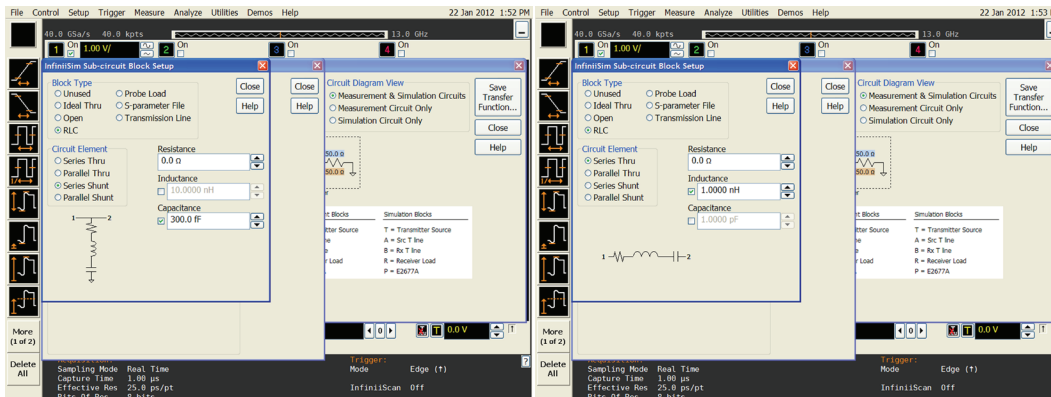 File Control Setup Trigger Measure Analyze Utilities Demos Help 22 Jan 2012 1:52 PM
40.0 GSa/s 40.0 kpts 13.0 GHz
1 On 1.00 V/ 2 On 3 On 4 On
InfiniiSim Sub-circuit Block Setup
Block Type
Unused Probe Load
Ideal Thru S-parameter File
Open Transmission Line
RLC
Close
Help
Close
Help
Circuit Diagram View
Measurement & Simulation Circuits
Measurement Circuit Only
Simulation Circuit Only
Save
Transfer
Function...
Close
Help
Circuit Element
Series Thru
Parallel Thru
Series Shunt
Parallel Shunt
Resistance
0.0 Ω
Inductance
10.0000 nH
Capacitance
300.0 fF
1 2
50.0 Ω
50.0 Ω
Blocks Simulation Blocks
T = Transmitter Source
A = Src T line
B = Rx T line
R = Receiver Load
P = E2677A
0 T 0.0 V
More
(1 of 2)
Delete
All
Acquisition: Trigger:
Sampling Mode Real Time Mode Edge (↑)
Capture Time 1.00 µs
Effective Res 25.0 ps/pt InfiniiScan Off
Bits Of Res 8 bits
File Control Setup Trigger Measure Analyze Utilities Demos Help 22 Jan 2012 1:53
40.0 GSa/s 40.0 kpts 13.0 GHz
1 On 1.00 V/ 2 On 3 On 4 On
InfiniiSim Sub-circuit Block Setup
Block Type
Unused Probe Load
Ideal Thru S-parameter File
Open Transmission Line
RLC
Close
Help
Close
Help
Circuit Diagram View
Measurement & Simulation Circuits
Measurement Circuit Only
Simulation Circuit Only
Save
Transfer
Function...
Close
Help
Circuit Element
Series Thru
Parallel Thru
Series Shunt
Parallel Shunt
Resistance
0.0 Ω
Inductance
1.0000 nH
Capacitance
1.0000 pF
1 2
50.0 Ω
50.0 Ω
Blocks Simulation Blocks
T = Transmitter Source
A = Src T line
B = Rx T line
R = Receiver Load
P = E2677A
0 T 0.0 V
More
(1 of 2)
Delete
All
Acquisition: Trigger:
Sampling Mode Real Time Mode Edge (↑)
Capture Time 1.00 µs
Effective Res 25.0 ps/pt InfiniiScan Off
Bits Of Res 8 bits